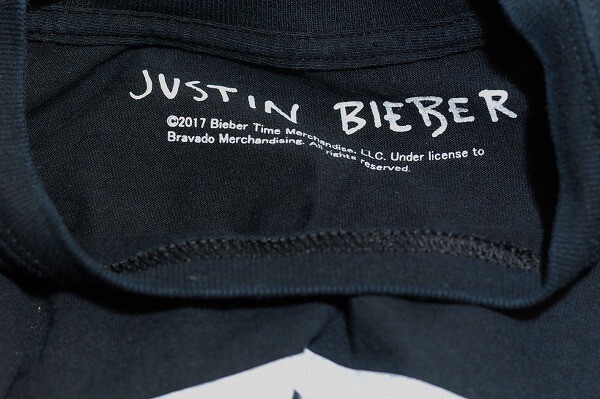 JUSTIN BIEBER
©2017 Bieber Time Merchandise, LLC. Under license to
Bravado Merchandising. All rights reserved.